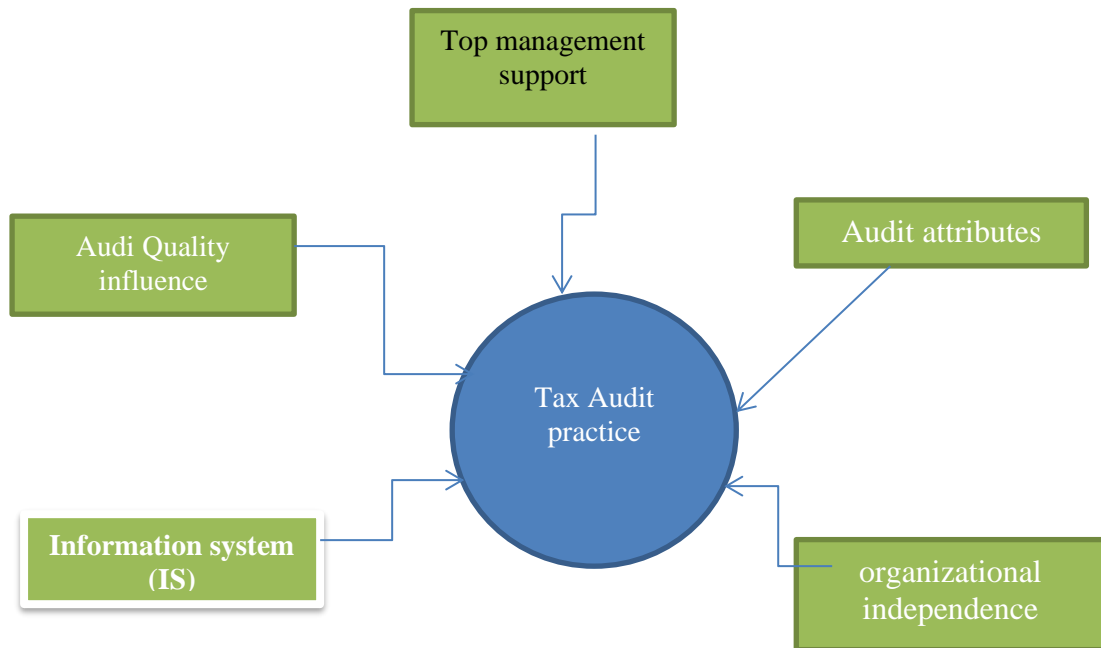 Top management
support
Audi Quality
influence
Audit attributes
Tax Audit
practice
Information system
(IS)
organizational
independence